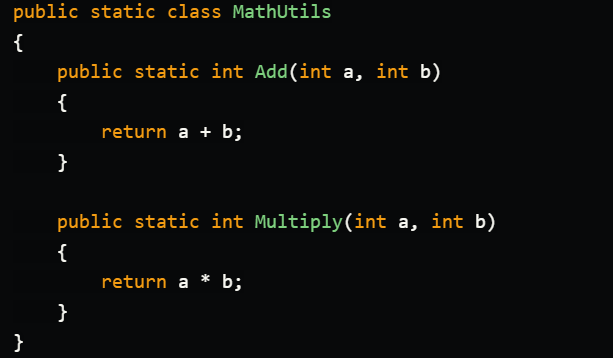 public static class MathUtils
{
    public static int Add(int a, int b)
    {
        return a + b;
    }

    public static int Multiply(int a, int b)
    {
        return a * b;
    }
}